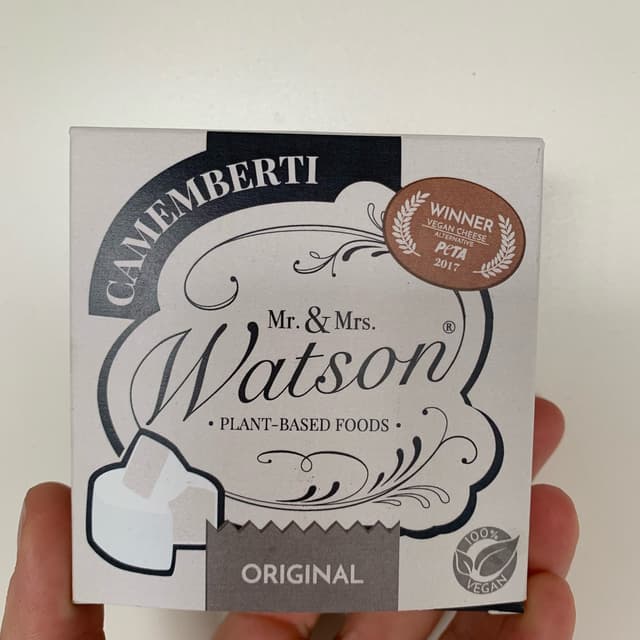 CAMEMBERTI
WINNER
VEGAN CHEESE
ALTERNATIVE
PETA
2017
Mr. & Mrs.
Watson®
• PLANT-BASED FOODS •
ORIGINAL
100%
VEGAN